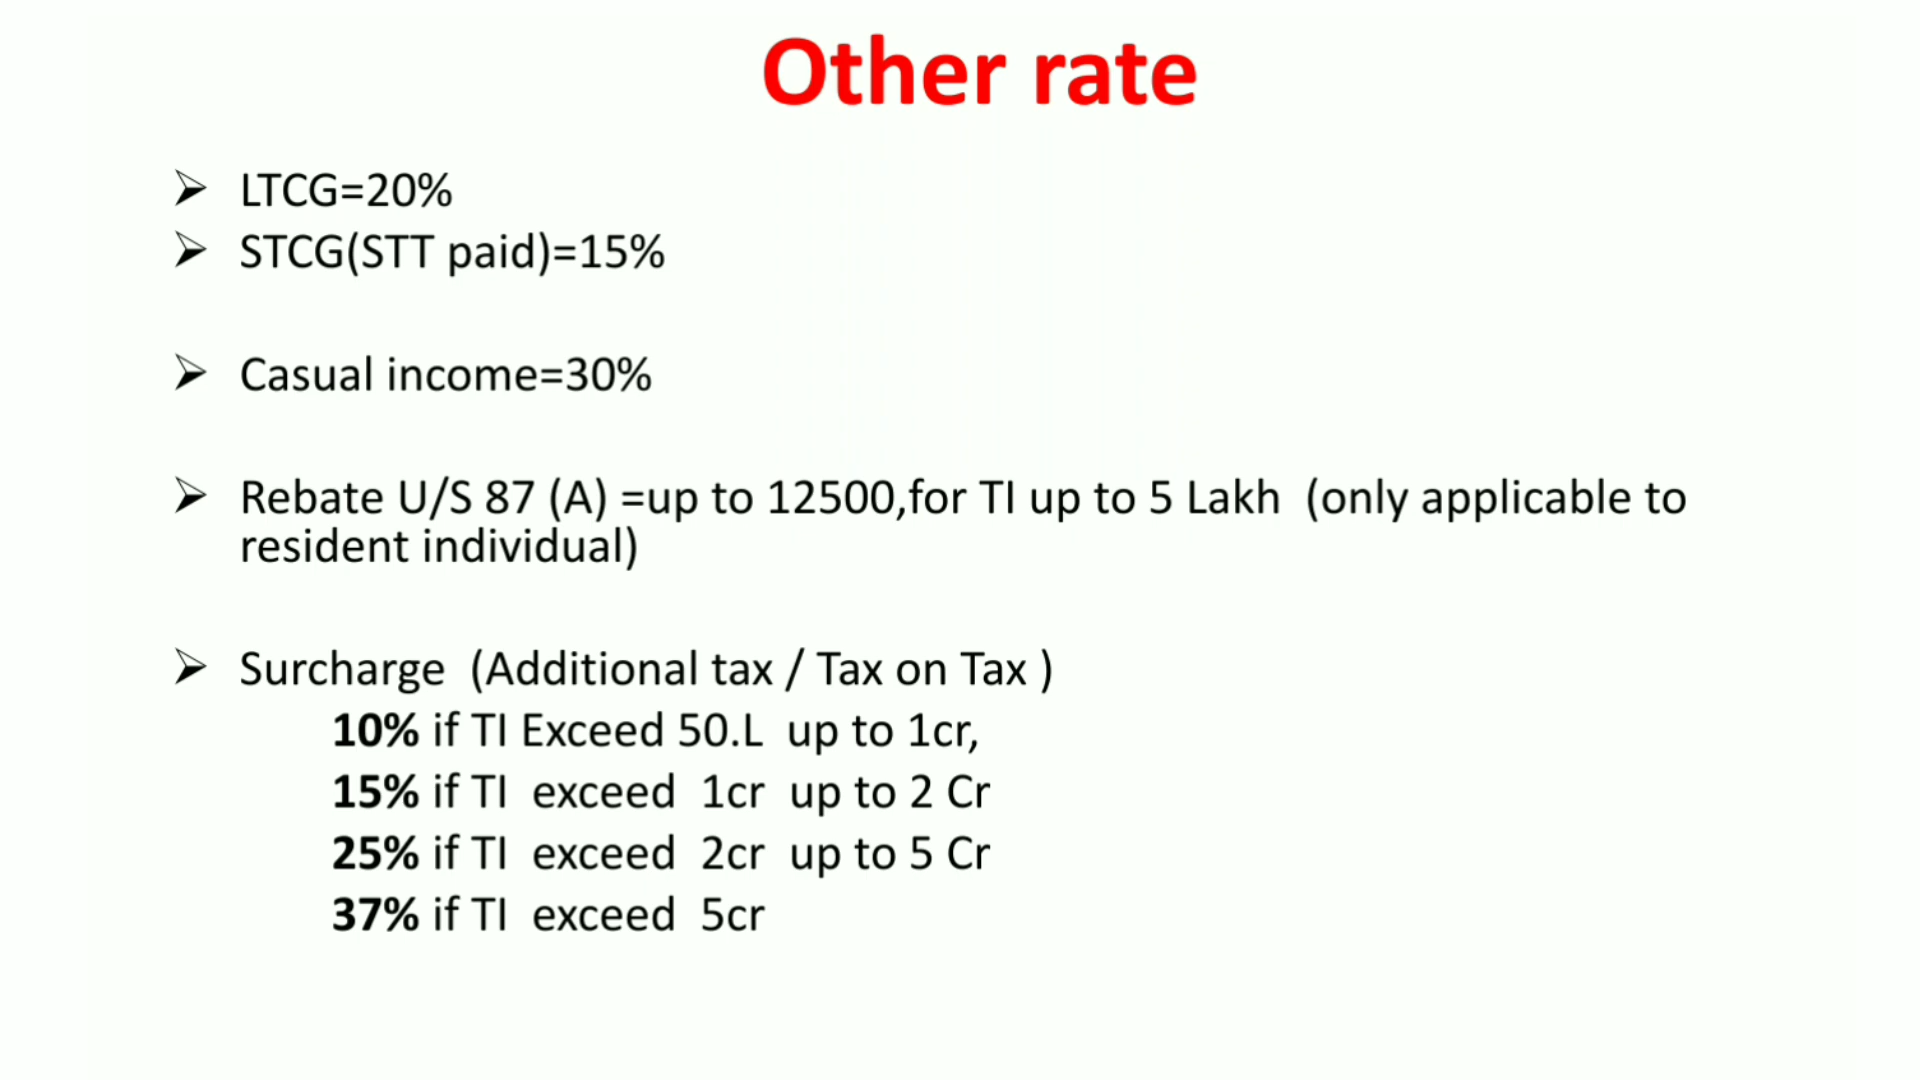 Other rate
➢ LTCG=20%
➢ STCG(STT paid)=15%
➢ Casual income=30%
➢ Rebate U/S 87 (A) =up to 12500,for TI up to 5 Lakh (only applicable to
resident individual)
➢ Surcharge (Additional tax / Tax on Tax )
10% if TI Exceed 50.L up to 1cr,
15% if TI exceed 1cr up to 2 Cr
25% if TI exceed 2cr up to 5 Cr
37% if TI exceed 5cr